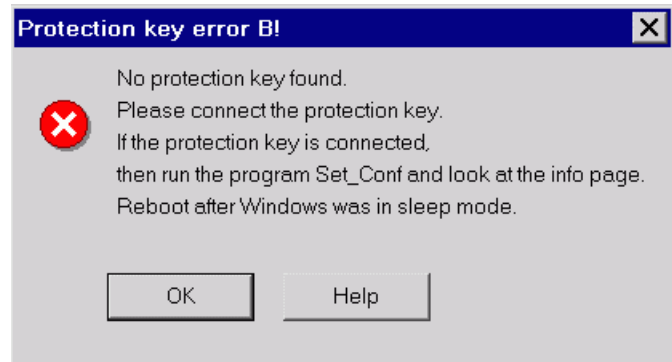 Protection key error B!
No protection key found.
Please connect the protection key.
If the protection key is connected,
then run the program Set_Conf and look at the info page.
Reboot after Windows was in sleep mode.
OK
Help